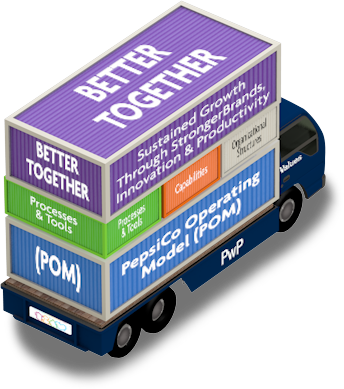 BETTER
TOGETHER
Sustained Growth
Through Stronger Brands,
Innovation & Productivity
BETTER
TOGETHER
Processes
& Tools
Processes
& Tools
Capabilities
Organizational
Structures
(POM)
PepsiCo Operating
Model (POM)
Values
PwP